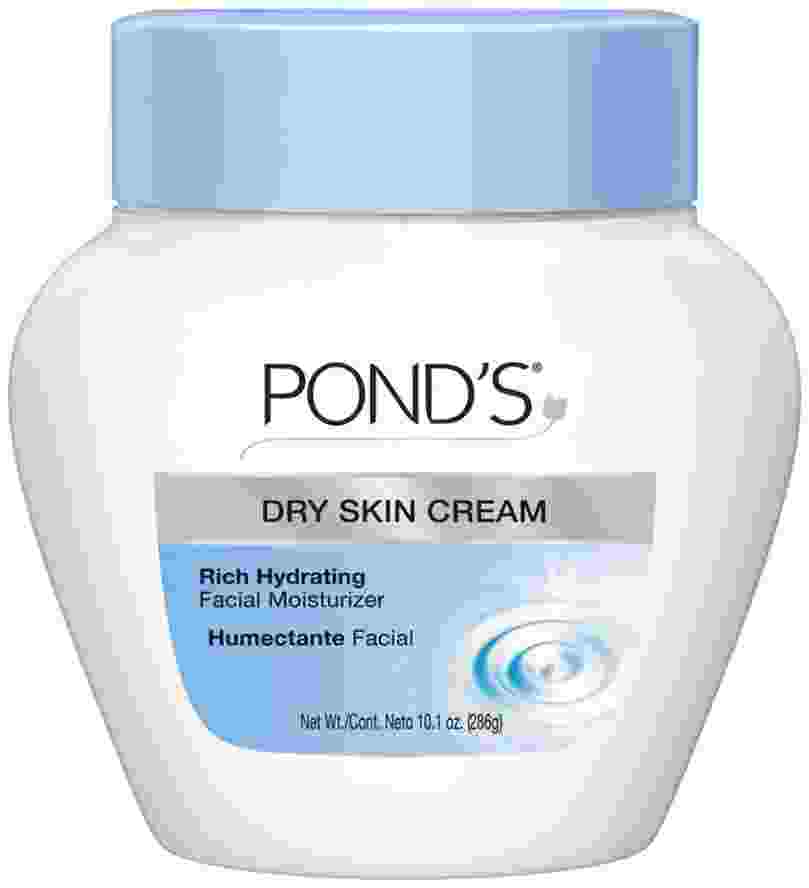 POND'S®
DRY SKIN CREAM
Rich Hydrating
Facial Moisturizer
Humectante Facial
Net Wt./Cont. Neto 10.1 oz. (286g)